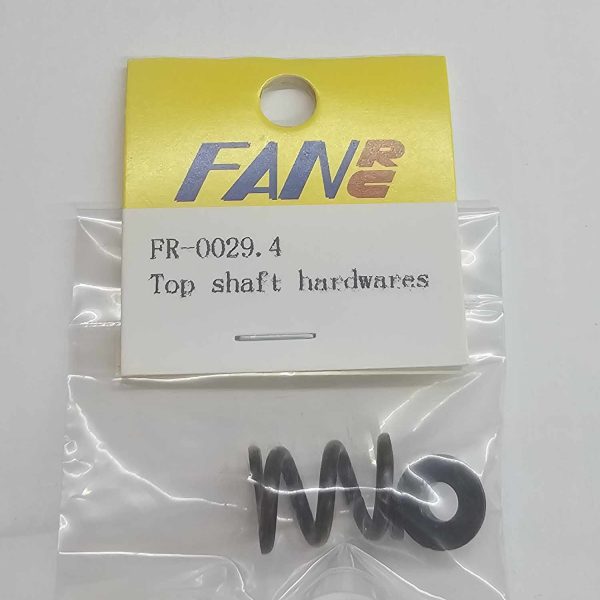 FAN RC
FR-0029.4
Top shaft hardwares